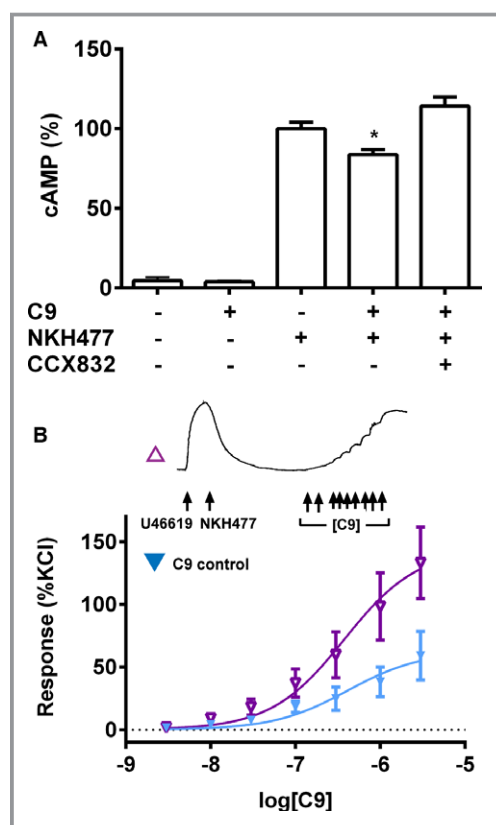 A
150
100
50
0
cAMP (%)
*
C9 - + - + +
NKH477 - - + + +
CCX832 - - - - +
B
U46619 NKH477 [C9]
C9 control
150
100
50
0
Response (%KCl)
-9 -8 -7 -6 -5
log[C9]